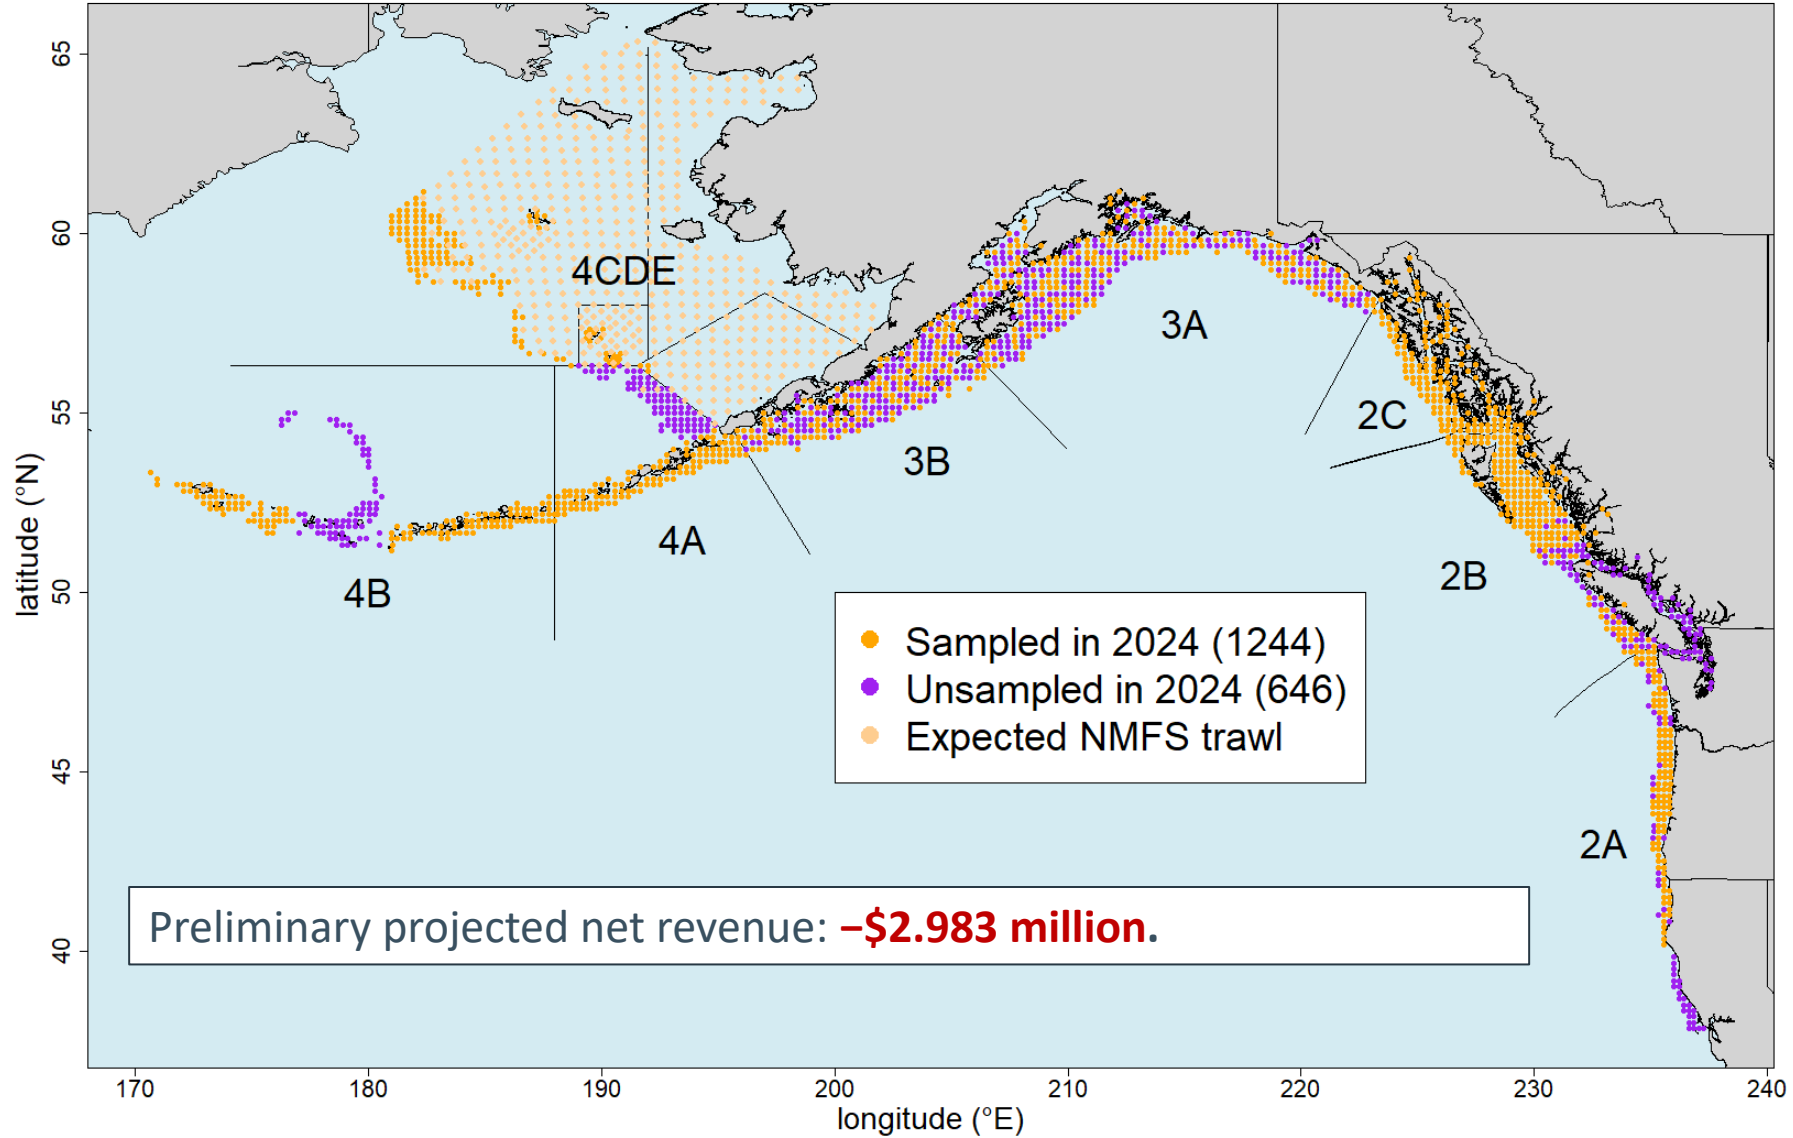 65
60
55
50
45
40
latitude (°N)
4CDE
3A
2C
3B
4A
2B
4B
2A
Sampled in 2024 (1244)
Unsampled in 2024 (646)
Expected NMFS trawl
Preliminary projected net revenue: −$2.983 million.
170
180
190
200
210
220
230
240
longitude (°E)